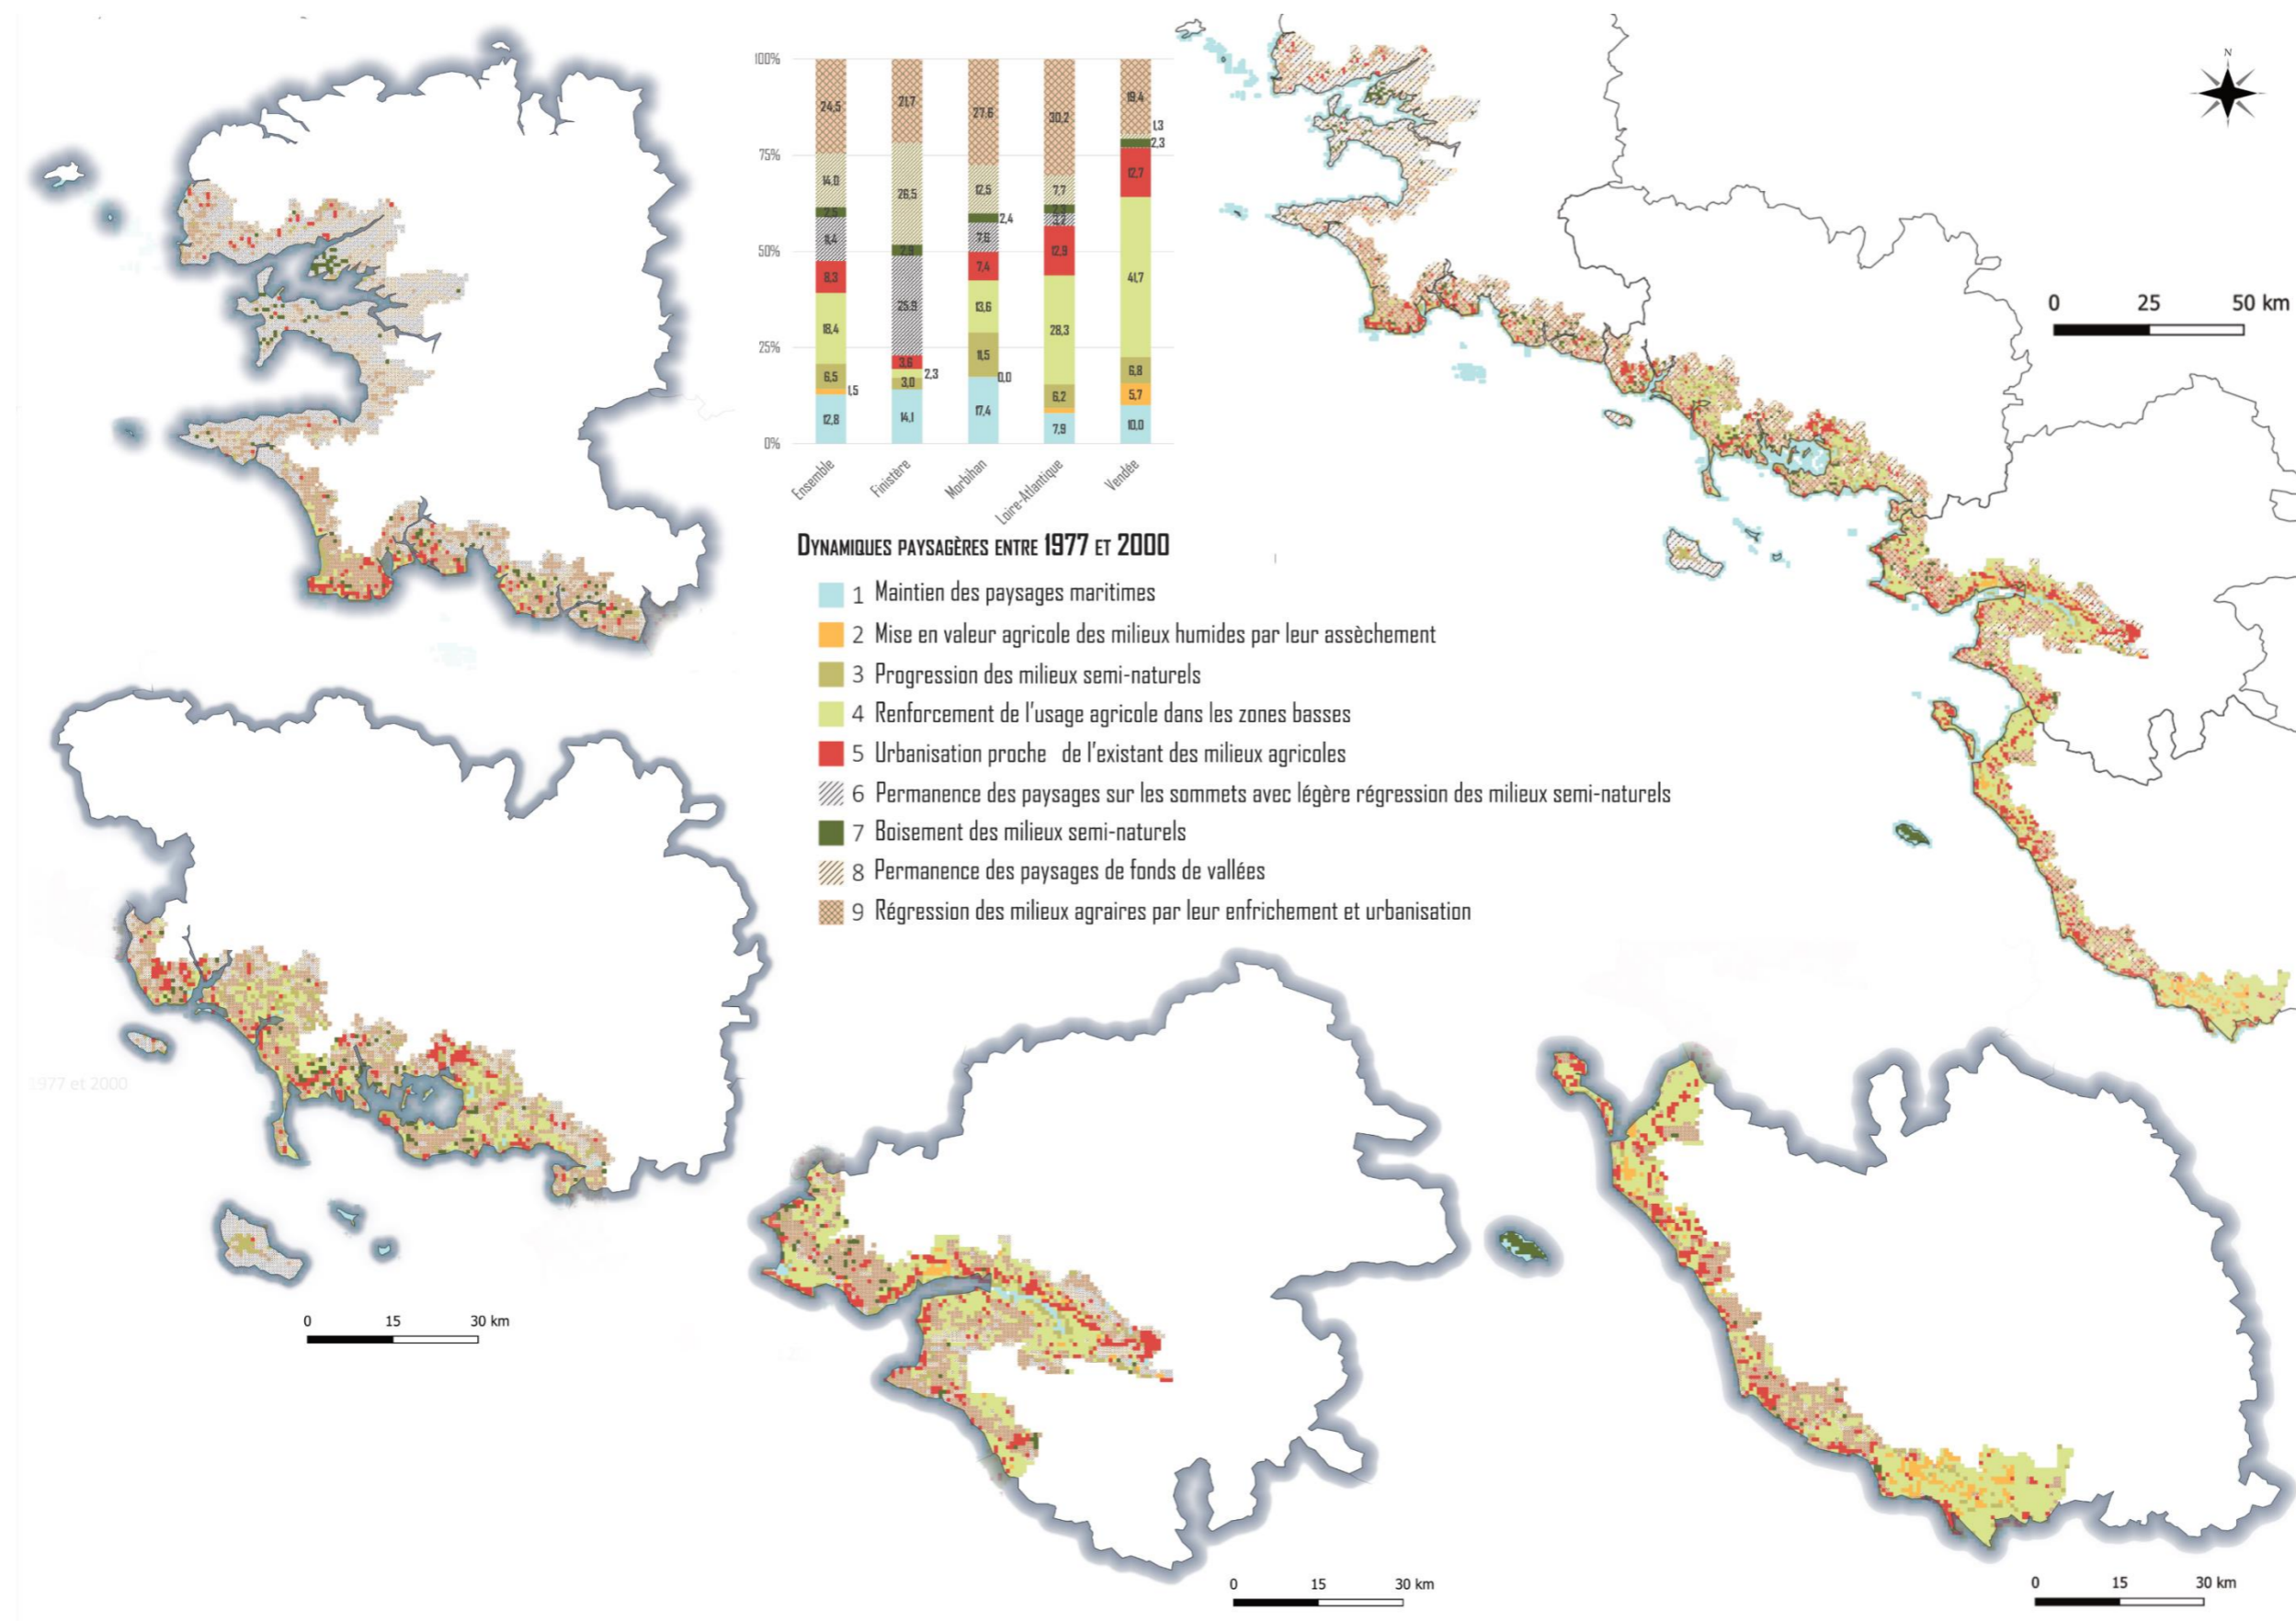 100%
75%
50%
25%
0%
24,5
14,0
2,5
11,4
8,3
18,4
6,5
1,5
12,8
21,7
26,5
2,9
25,9
3,6
2,3
3,0
14,1
27,6
12,5
2,4
7,6
7,4
13,6
11,5
0,0
17,4
30,2
7,7
2,3
12,9
28,3
6,2
7,9
19,4
1,3
2,3
12,7
41,7
6,8
5,7
10,0
Ensemble
Finistère
Morbihan
Loire-Atlantique
Vendée
N
0 25 50 km
DYNAMIQUES PAYSAGÈRES ENTRE 1977 ET 2000
1 Maintien des paysages maritimes
2 Mise en valeur agricole des milieux humides par leur assèchement
3 Progression des milieux semi-naturels
4 Renforcement de l'usage agricole dans les zones basses
5 Urbanisation proche de l'existant des milieux agricoles
6 Permanence des paysages sur les sommets avec légère régression des milieux semi-naturels
7 Boisement des milieux semi-naturels
8 Permanence des paysages de fonds de vallées
9 Régression des milieux agraires par leur enfrichement et urbanisation
1977 et 2000
0 15 30 km
0 15 30 km
0 15 30 km